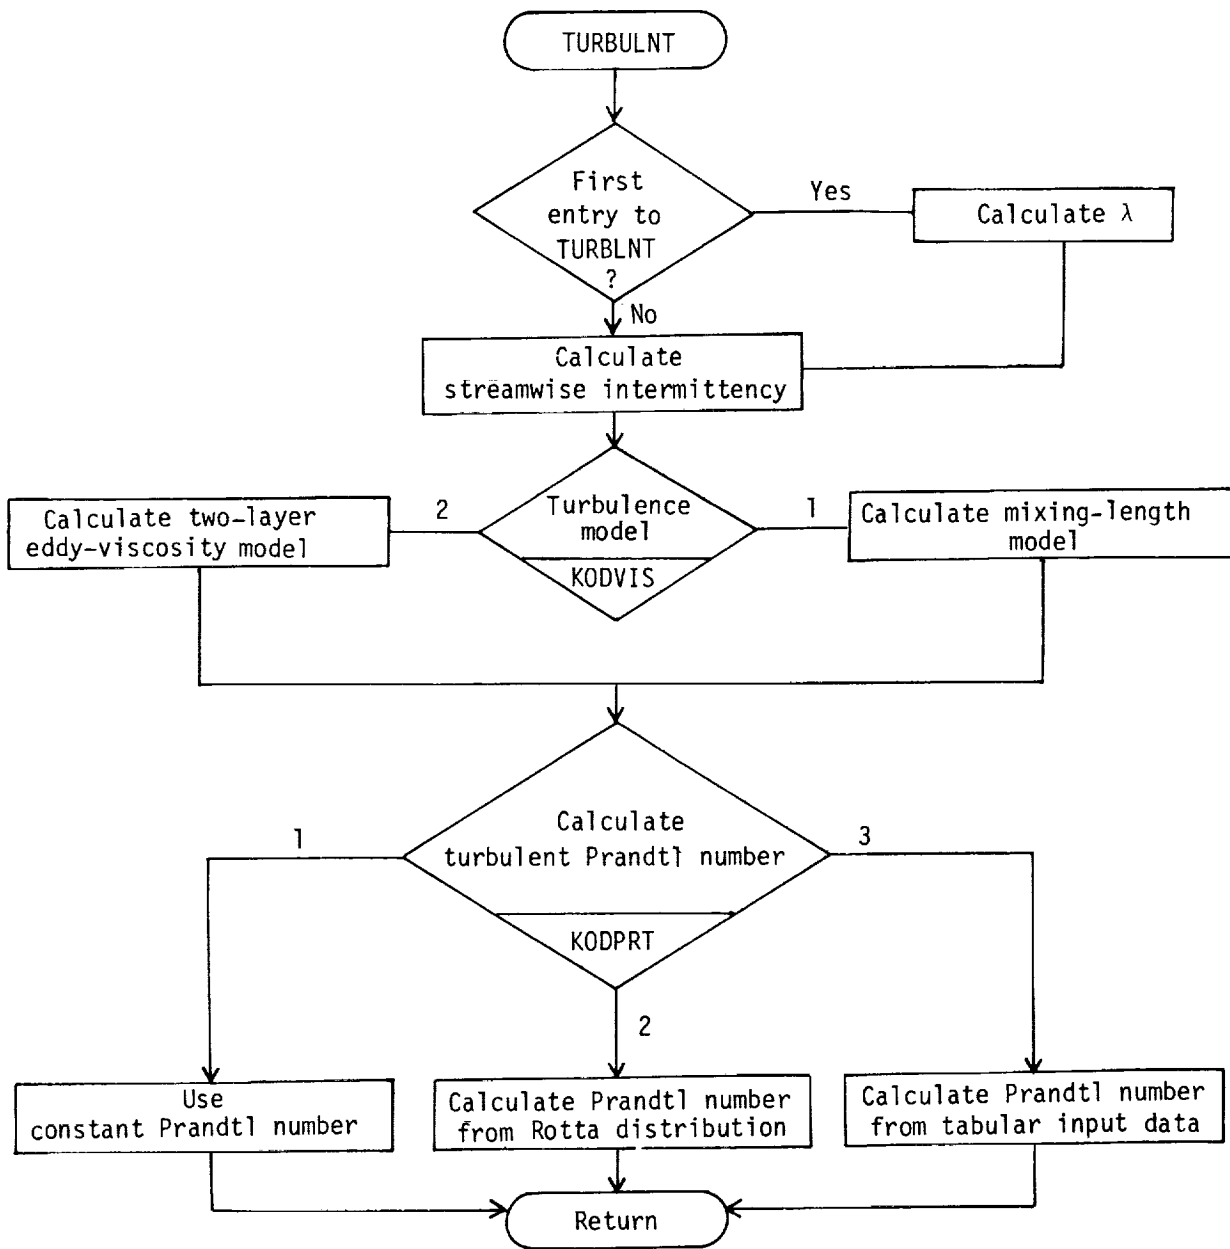 TURBULNT
First
entry to
TURBLNT
?
Yes
Calculate λ
No
Calculate
streamwise intermittency
2
Calculate two-layer
eddy-viscosity model
Turbulence
model
KODVIS
1
Calculate mixing-length
model
1
Calculate
turbulent Prandtl number
KODPRT
3
2
Use
constant Prandtl number
Calculate Prandtl number
from Rotta distribution
Calculate Prandtl number
from tabular input data
Return